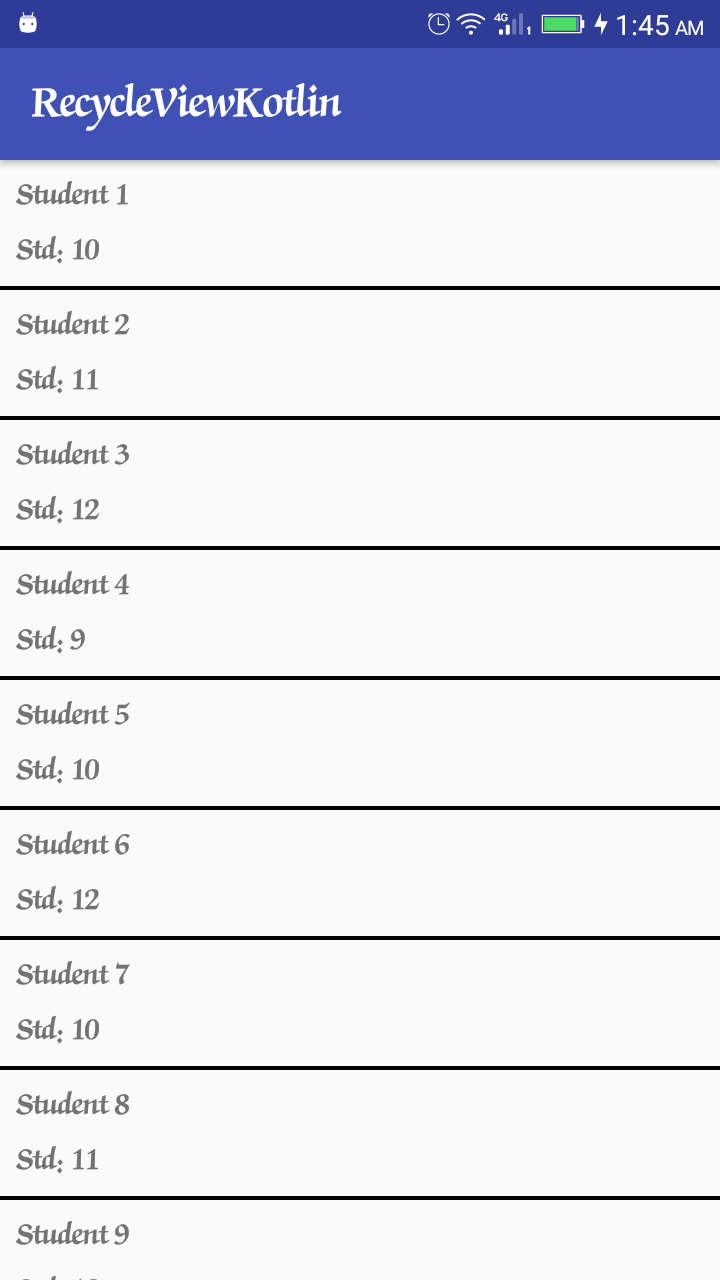 4G 1 1:45 AM
RecycleViewKotlin
Student 1
Std: 10
Student 2
Std: 11
Student 3
Std: 12
Student 4
Std: 9
Student 5
Std: 10
Student 6
Std: 12
Student 7
Std: 10
Student 8
Std: 11
Student 9